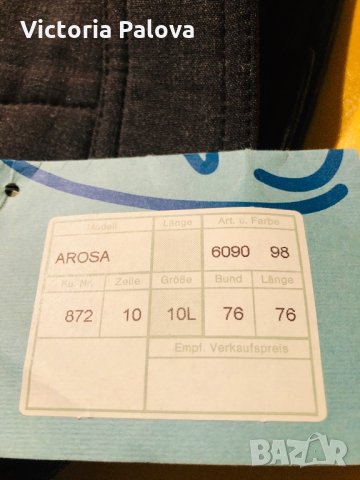 Victoria Palova
Modell Länge Art. u. Farbe
AROSA 6090 98
Ku. Nr. Zeile Größe Bund Länge
872 10 10L 76 76
Empf. Verkaufspreis
BAZAR